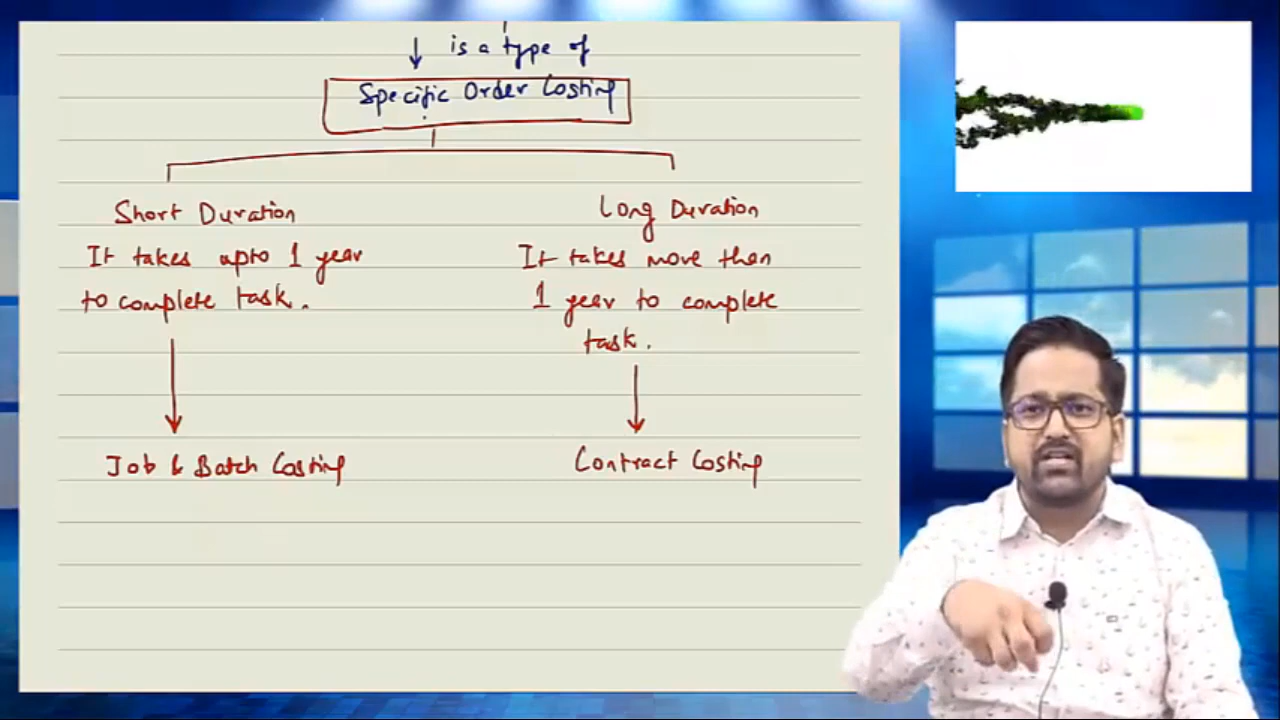 ↓ is a type of
Specific Order Costing
Short Duration
It takes upto 1 year
to complete task.
Long Duration
It takes more than
1 year to complete
task.
Job & Batch Costing
Contract Costing